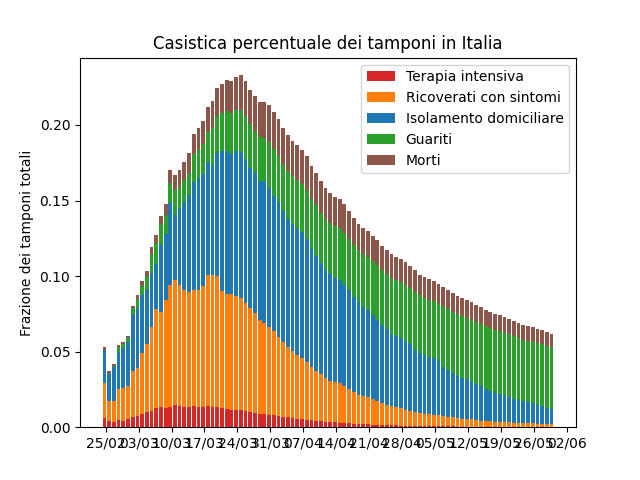 Casistica percentuale dei tamponi in Italia
Terapia intensiva
Ricoverati con sintomi
Isolamento domiciliare
Guariti
Morti
Frazione dei tamponi totali
0.20
0.15
0.10
0.05
0.00
25/02 03/03 10/03 17/03 24/03 31/03 07/04 14/04 21/04 28/04 05/05 12/05 19/05 26/05 02/06